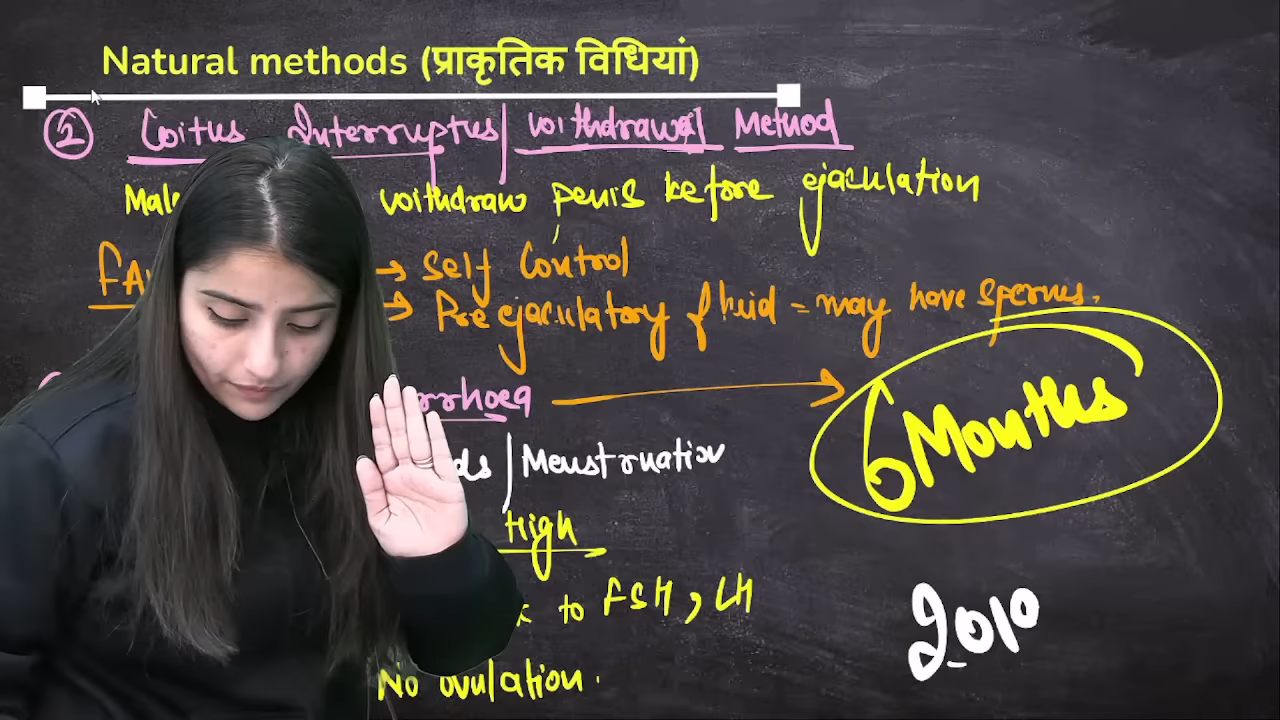 Natural methods (प्राकृतिक विधियां)
② Coitus Interruptus | withdrawal Method
Male withdraw penis before ejaculation
→ Self Control
→ Pre ejaculatory fluid = may have sperms.
6 Months
| Menstruation
High
to FSH, LH
2010
No ovulation.